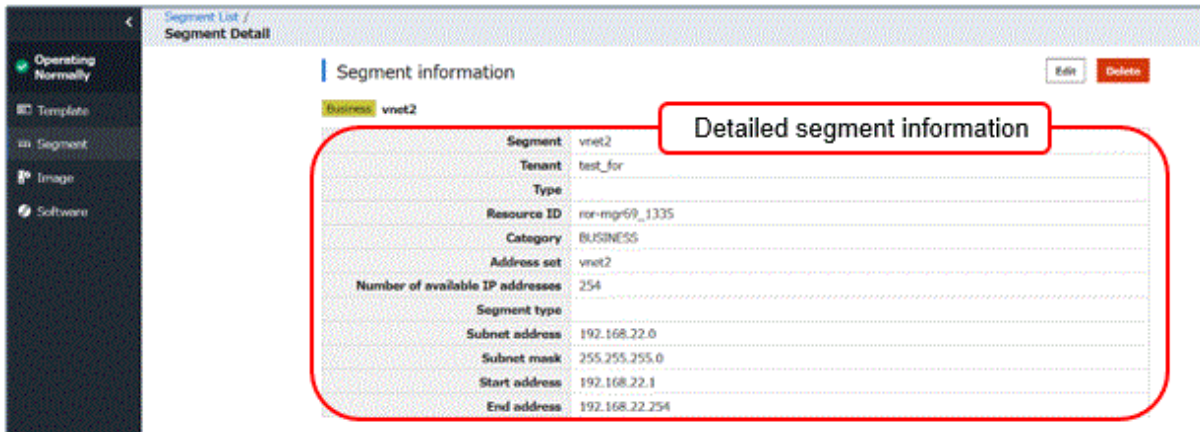 Segment List /
Segment Detail
Operating
Normally
Template
Segment
Image
Software
Segment information
Edit
Delete
Business vnet2
Detailed segment information
Segment vnet2
Tenant test_for
Type
Resource ID ror-mgr69_1335
Category BUSINESS
Address set vnet2
Number of available IP addresses 254
Segment type
Subnet address 192.168.22.0
Subnet mask 255.255.255.0
Start address 192.168.22.1
End address 192.168.22.254